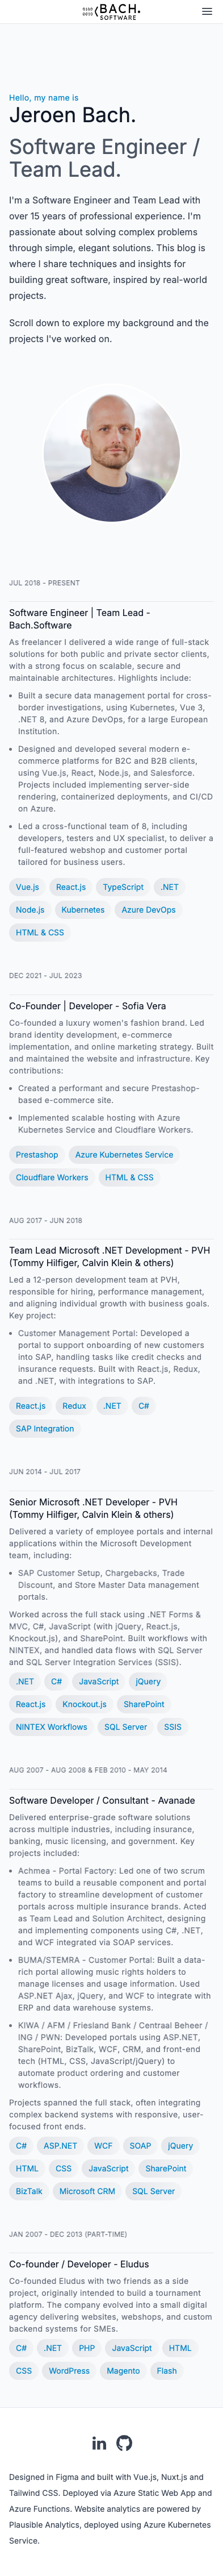 BACH.
SOFTWARE
Hello, my name is
Jeroen Bach.
Software Engineer /
Team Lead.
I'm a Software Engineer and Team Lead with
over 15 years of professional experience. I'm
passionate about solving complex problems
through simple, elegant solutions. This blog is
where I share techniques and insights for
building great software, inspired by real-world
projects.
Scroll down to explore my background and the
projects I've worked on.
JUL 2018 - PRESENT
Software Engineer | Team Lead -
Bach.Software
As freelancer I delivered a wide range of full-stack
solutions for both public and private sector clients,
with a strong focus on scalable, secure and
maintainable architectures. Highlights include:
• Built a secure data management portal for cross-
border investigations, using Kubernetes, Vue 3,
.NET 8, and Azure DevOps, for a large European
Institution.
• Designed and developed several modern e-
commerce platforms for B2C and B2B clients,
using Vue.js, React, Node.js, and Salesforce.
Projects included implementing server-side
rendering, containerized deployments, and CI/CD
on Azure.
• Led a cross-functional team of 8, including
developers, testers and UX specialist, to deliver a
full-featured webshop and customer portal
tailored for business users.
Vue.js React.js TypeScript .NET
Node.js Kubernetes Azure DevOps
HTML & CSS
DEC 2021 - JUL 2023
Co-Founder | Developer - Sofia Vera
Co-founded a luxury women's fashion brand. Led
brand identity development, e-commerce
implementation, and online marketing strategy. Built
and maintained the website and infrastructure. Key
contributions:
• Created a performant and secure Prestashop-
based e-commerce site.
• Implemented scalable hosting with Azure
Kubernetes Service and Cloudflare Workers.
Prestashop Azure Kubernetes Service
Cloudflare Workers HTML & CSS
AUG 2017 - JUN 2018
Team Lead Microsoft .NET Development - PVH
(Tommy Hilfiger, Calvin Klein & others)
Led a 12-person development team at PVH,
responsible for hiring, performance management,
and aligning individual growth with business goals.
Key project:
• Customer Management Portal: Developed a
portal to support onboarding of new customers
into SAP, handling tasks like credit checks and
insurance requests. Built with React.js, Redux,
and .NET, with integrations to SAP.
React.js Redux .NET C#
SAP Integration
JUN 2014 - JUL 2017
Senior Microsoft .NET Developer - PVH
(Tommy Hilfiger, Calvin Klein & others)
Delivered a variety of employee portals and internal
applications within the Microsoft Development
team, including:
• SAP Customer Setup, Chargebacks, Trade
Discount, and Store Master Data management
portals.
Worked across the full stack using .NET Forms &
MVC, C#, JavaScript (with jQuery, React.js,
Knockout.js), and SharePoint. Built workflows with
NINTEX, and handled data flows with SQL Server
and SQL Server Integration Services (SSIS).
.NET C# JavaScript jQuery
React.js Knockout.js SharePoint
NINTEX Workflows SQL Server SSIS
AUG 2007 - AUG 2008 & FEB 2010 - MAY 2014
Software Developer / Consultant - Avanade
Delivered enterprise-grade software solutions
across multiple industries, including insurance,
banking, music licensing, and government. Key
projects included:
• Achmea - Portal Factory: Led one of two scrum
teams to build a reusable component and portal
factory to streamline development of customer
portals across multiple insurance brands. Acted
as Team Lead and Solution Architect, designing
and implementing components using C#, .NET,
and WCF integrated via SOAP services.
• BUMA/STEMRA - Customer Portal: Built a data-
rich portal allowing music rights holders to
manage licenses and usage information. Used
ASP.NET Ajax, jQuery, and WCF to integrate with
ERP and data warehouse systems.
• KIWA / AFM / Friesland Bank / Centraal Beheer /
ING / PWN: Developed portals using ASP.NET,
SharePoint, BizTalk, WCF, CRM, and front-end
tech (HTML, CSS, JavaScript/jQuery) to
automate product ordering and customer
workflows.
Projects spanned the full stack, often integrating
complex backend systems with responsive, user-
focused front ends.
C# ASP.NET WCF SOAP jQuery
HTML CSS JavaScript SharePoint
BizTalk Microsoft CRM SQL Server
JAN 2007 - DEC 2013 (PART-TIME)
Co-founder / Developer - Eludus
Co-founded Eludus with two friends as a side
project, originally intended to build a tournament
platform. The company evolved into a small digital
agency delivering websites, webshops, and custom
backend systems for SMEs.
C# .NET PHP JavaScript HTML
CSS WordPress Magento Flash
Designed in Figma and built with Vue.js, Nuxt.js and
Tailwind CSS. Deployed via Azure Static Web App and
Azure Functions. Website analytics are powered by
Plausible Analytics, deployed using Azure Kubernetes
Service.